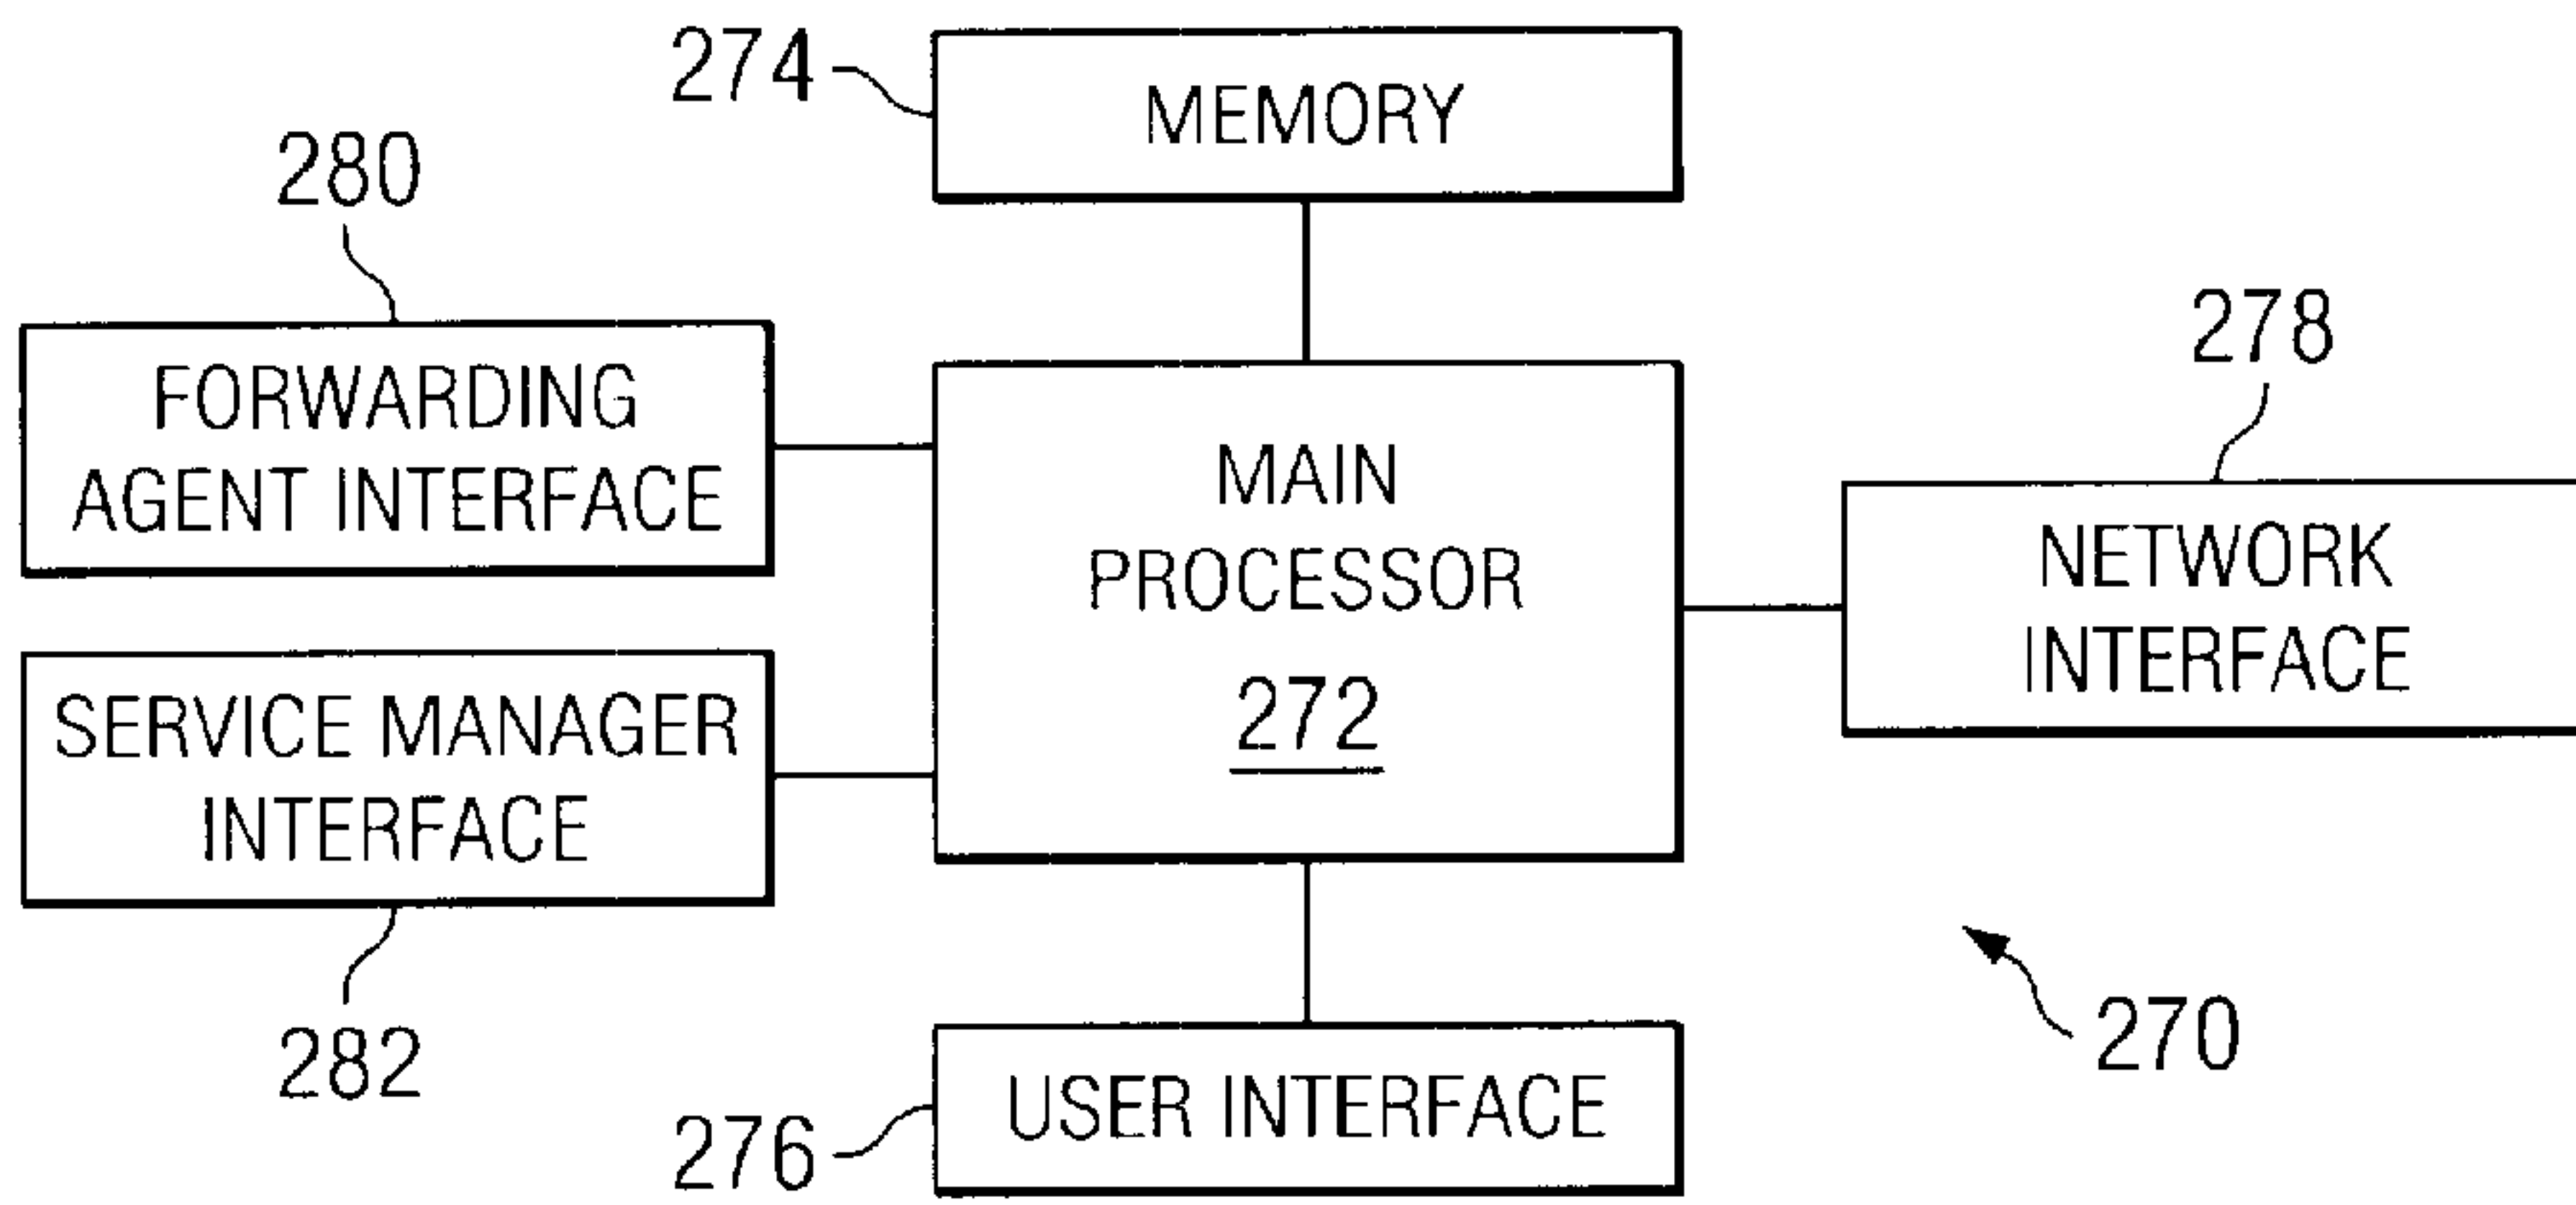 274
MEMORY
280
FORWARDING
AGENT INTERFACE
278
MAIN
PROCESSOR
272
NETWORK
INTERFACE
SERVICE MANAGER
INTERFACE
282
270
276
USER INTERFACE